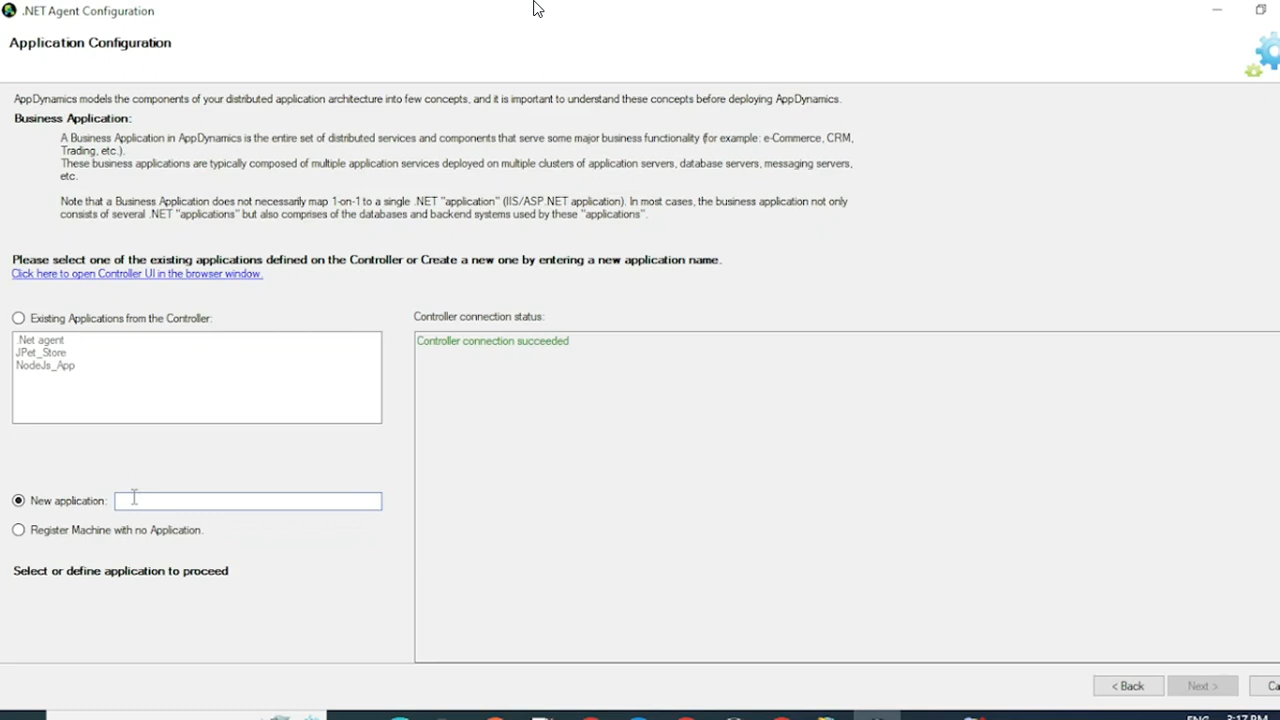 .NET Agent Configuration
Application Configuration
AppDynamics models the components of your distributed application architecture into few concepts, and it is important to understand these concepts before deploying AppDynamics.
Business Application:
A Business Application in AppDynamics is the entire set of distributed services and components that serve some major business functionality (for example: e-Commerce, CRM,
Trading, etc.).
These business applications are typically composed of multiple application services deployed on multiple clusters of application servers, database servers, messaging servers,
etc.
Note that a Business Application does not necessarily map 1-on-1 to a single .NET "application" (IIS/ASP.NET application). In most cases, the business application not only
consists of several .NET "applications" but also comprises of the databases and backend systems used by these "applications".
Please select one of the existing applications defined on the Controller or Create a new one by entering a new application name.
Click here to open Controller UI in the browser window.
Existing Applications from the Controller:
.Net agent
JPet_Store
NodeJs_App
Controller connection status:
Controller connection succeeded
New application:
Register Machine with no Application.
Select or define application to proceed
< Back
Next >
Ca